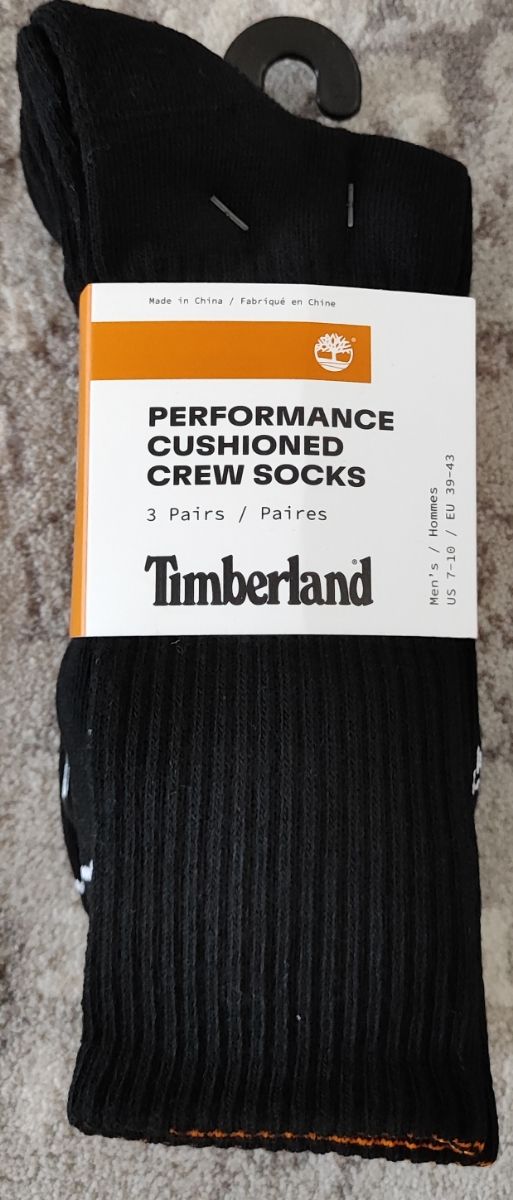 Made in China / Fabriqué en Chine
PERFORMANCE
CUSHIONED
CREW SOCKS
3 Pairs / Paires
Timberland®
Men's / Hommes
US 7-10 / EU 39-43